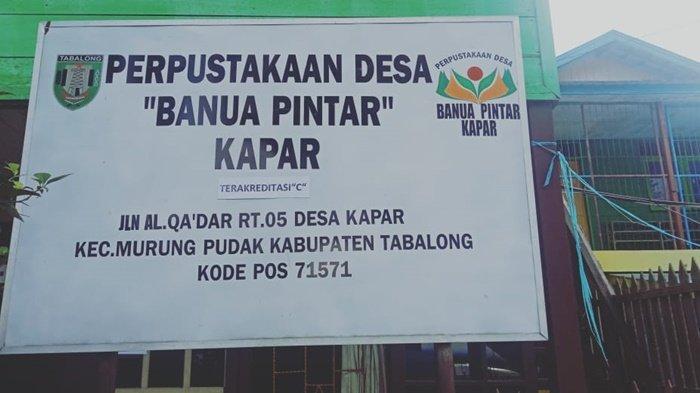 TABALONG
PERPUSTAKAAN DESA
"BANUA PINTAR"
KAPAR
TERAKREDITASI"C"
JLN AL.QA'DAR RT.05 DESA KAPAR
KEC.MURUNG PUDAK KABUPATEN TABALONG
KODE POS 71571
PERPUSTAKAAN DESA
BANUA PINTAR
KAPAR